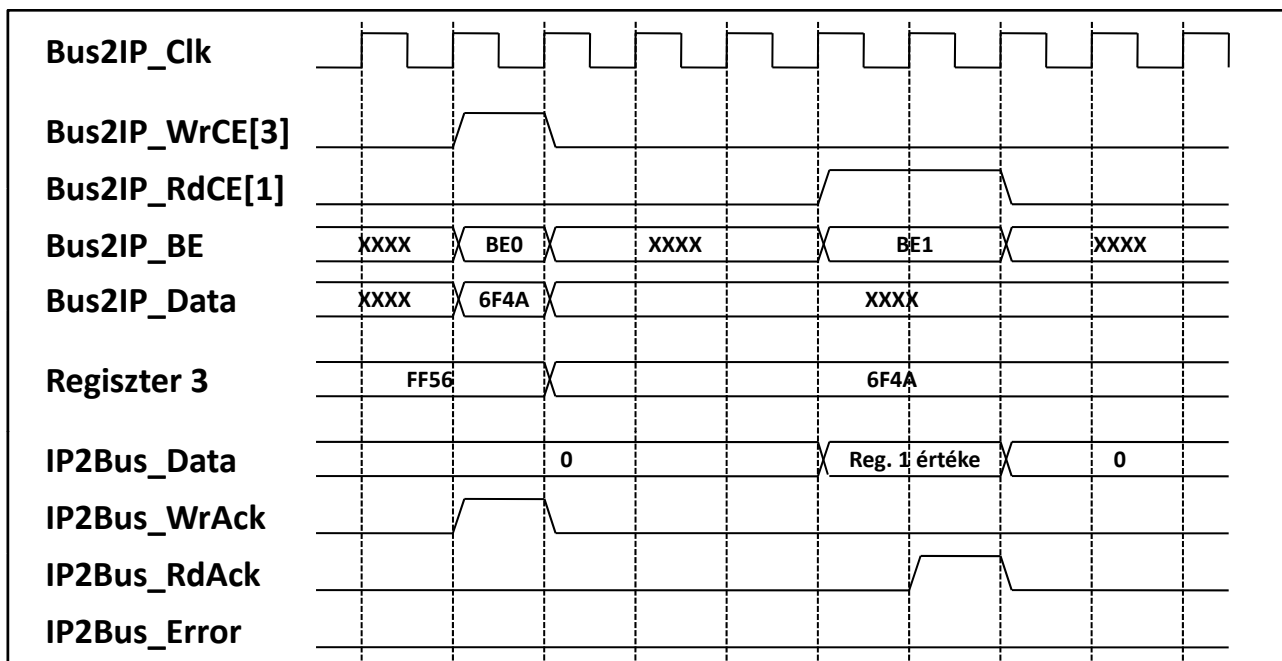 Bus2IP_Clk
Bus2IP_WrCE[3]
Bus2IP_RdCE[1]
Bus2IP_BE XXXX BE0 XXXX BE1 XXXX
Bus2IP_Data XXXX 6F4A XXXX
Regiszter 3 FF56 6F4A
IP2Bus_Data 0 Reg. 1 értéke 0
IP2Bus_WrAck
IP2Bus_RdAck
IP2Bus_Error